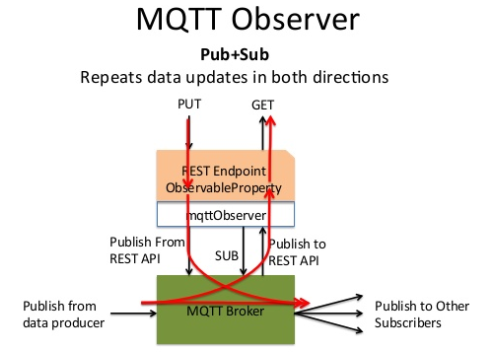 MQTT Observer
Pub+Sub
Repeats data updates in both directions
PUT
GET
REST Endpoint
ObservableProperty
mqttObserver
Publish From
REST API
SUB
Publish to
REST API
Publish from
data producer
MQTT Broker
Publish to Other
Subscribers